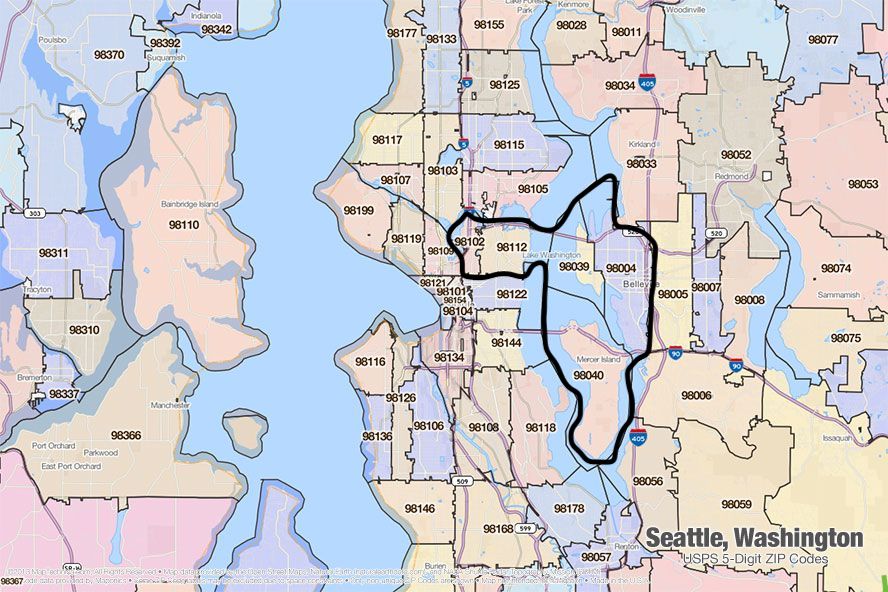 Indianola
Lake Forest
Park
Kenmore
Woodinville
98342
98177
98133
98155
98028
98011
98077
Poulsbo
98392
98370
Suquamish
5
98125
98034
405
98117
5
98115
Kirkland
98103
98033
98052
98107
98105
Redmond
98053
Bainbridge Island
98110
98199
303
520
520
98119
98102
98112
98109
Lake Washington
98311
98039
98004
98074
Tracyton
98121
98101
98122
Bellevue
98005
98007
98008
Sammamish
98154
98104
98310
98144
98075
98116
98134
Mercer Island
90
90
Bremerton
98040
98337
98126
98006
Manchester
98136
98106
98108
98118
98366
405
Issaquah
Port Orchard
Parkwood
East Port Orchard
98056
509
98146
98178
98059
98168
599
Seattle, Washington
USPS 5-Digit ZIP Codes
Burien
98057
Renton
98367